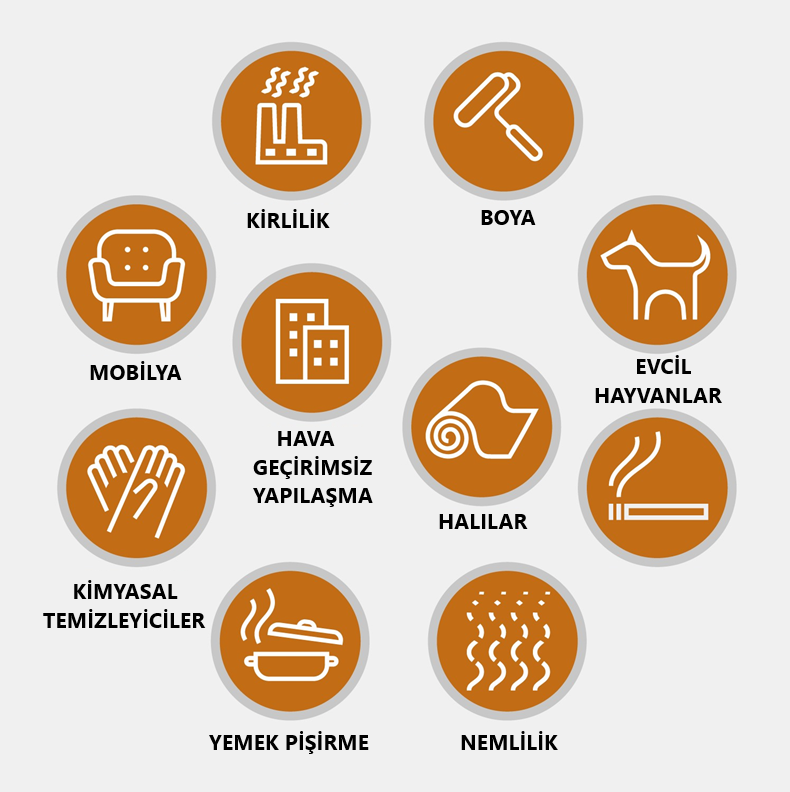 KİRLİLİK
BOYA
MOBİLYA
EVCİL
HAYVANLAR
HAVA
GEÇİRİMSİZ
YAPILAŞMA
HALILAR
KİMYASAL
TEMİZLEYİCİLER
YEMEK PİŞİRME
NEMLİLİK